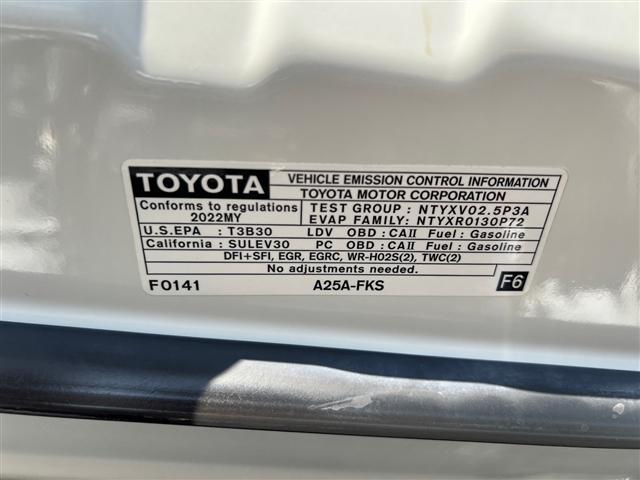 TOYOTA VEHICLE EMISSION CONTROL INFORMATION
TOYOTA MOTOR CORPORATION
Conforms to regulations
2022MY
TEST GROUP : NTYXV02.5P3A
EVAP FAMILY: NTYXR0130P72
U.S.EPA : T3B30 LDV OBD : CAII Fuel : Gasoline
California : SULEV30 PC OBD : CAII Fuel : Gasoline
DFI+SFI, EGR, EGRC, WR-HO2S(2), TWC(2)
No adjustments needed.
F0141 A25A-FKS F6